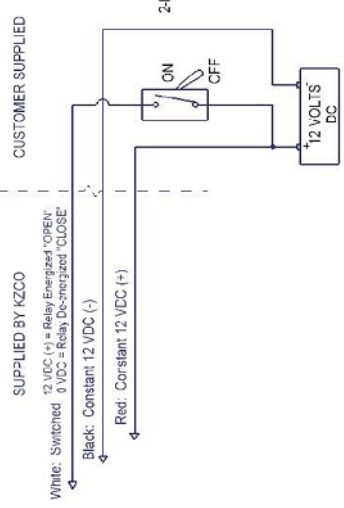 SUPPLIED BY KZCO
CUSTOMER SUPPLIED
White: Switched
12 VDC (+) = Relay Energized "OPEN"
0 VDC = Relay De-energized "CLOSE"
Black: Constant 12 VDC (-)
Red: Constant 12 VDC (+)
ON
OFF
- +
12 VOLTS
DC